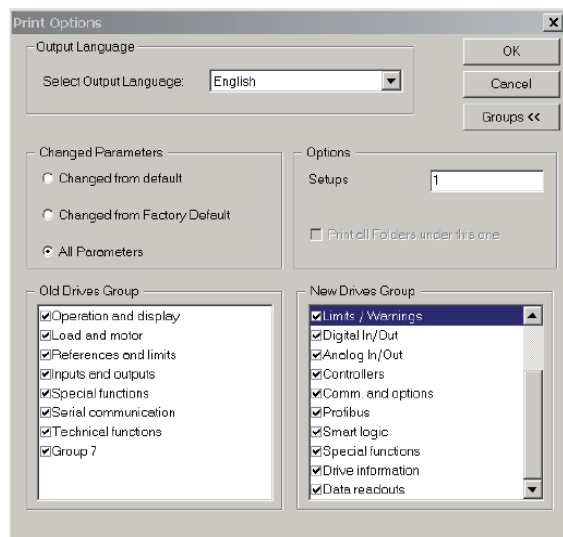 Print Options
Output Language
Select Output Language: English
OK
Cancel
Groups <<
Changed Parameters
Changed from default
Changed from Factory Default
All Parameters
Options
Setups 1
Print all Folders under this one
Old Drives Group
Operation and display
Load and motor
References and limits
Inputs and outputs
Special functions
Serial communication
Technical functions
Group 7
New Drives Group
Limits / Warnings
Digital In/Out
Analog In/Out
Controllers
Comm. and options
Profibus
Smart logic
Special functions
Drive information
Data readouts